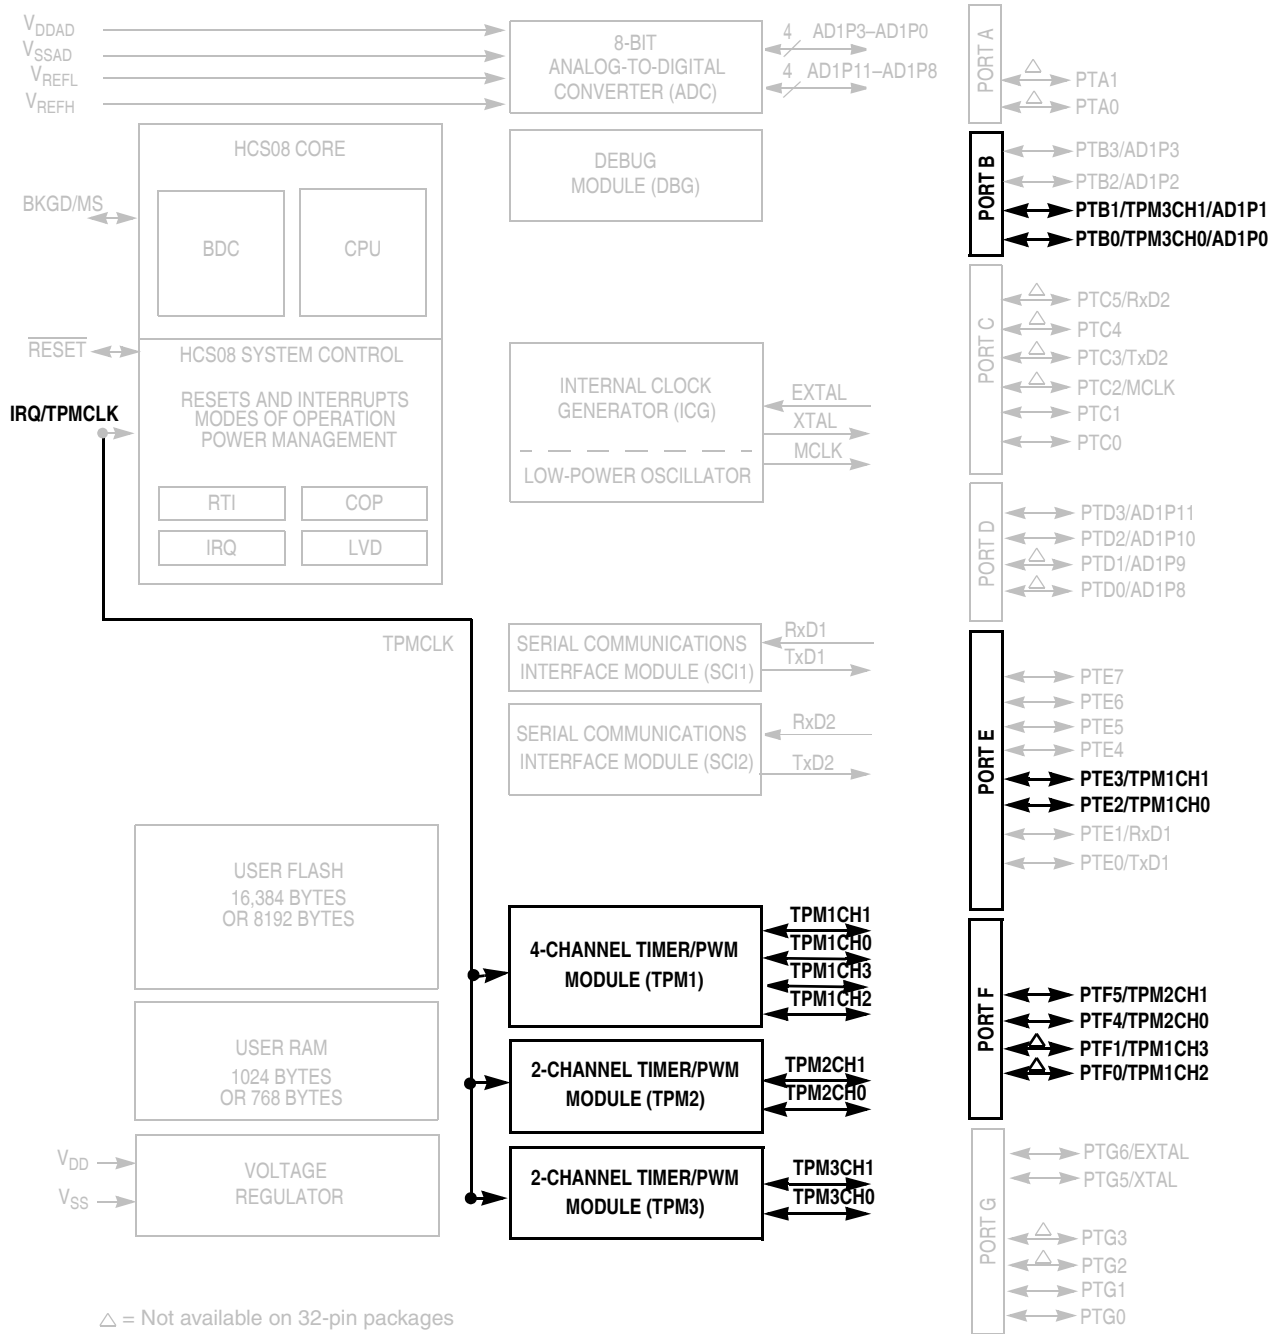 VDDAD
VSSAD
VREFL
VREFH
8-BIT
ANALOG-TO-DIGITAL
CONVERTER (ADC)
4 AD1P3–AD1P0
4 AD1P11–AD1P8
HCS08 CORE
BDC
CPU
BKGD/MS
DEBUG
MODULE (DBG)
RESET
HCS08 SYSTEM CONTROL
RESETS AND INTERRUPTS
MODES OF OPERATION
POWER MANAGEMENT
IRQ/TPMCLK
RTI
COP
IRQ
LVD
INTERNAL CLOCK
GENERATOR (ICG)
LOW-POWER OSCILLATOR
EXTAL
XTAL
MCLK
TPMCLK
SERIAL COMMUNICATIONS
INTERFACE MODULE (SCI1)
RxD1
TxD1
SERIAL COMMUNICATIONS
INTERFACE MODULE (SCI2)
RxD2
TxD2
USER FLASH
16,384 BYTES
OR 8192 BYTES
USER RAM
1024 BYTES
OR 768 BYTES
VDD
VSS
VOLTAGE
REGULATOR
4-CHANNEL TIMER/PWM
MODULE (TPM1)
TPM1CH1
TPM1CH0
TPM1CH3
TPM1CH2
2-CHANNEL TIMER/PWM
MODULE (TPM2)
TPM2CH1
TPM2CH0
2-CHANNEL TIMER/PWM
MODULE (TPM3)
TPM3CH1
TPM3CH0
PORT A
PTA1
PTA0
PORT B
PTB3/AD1P3
PTB2/AD1P2
PTB1/TPM3CH1/AD1P1
PTB0/TPM3CH0/AD1P0
PORT C
PTC5/RxD2
PTC4
PTC3/TxD2
PTC2/MCLK
PTC1
PTC0
PORT D
PTD3/AD1P11
PTD2/AD1P10
PTD1/AD1P9
PTD0/AD1P8
PORT E
PTE7
PTE6
PTE5
PTE4
PTE3/TPM1CH1
PTE2/TPM1CH0
PTE1/RxD1
PTE0/TxD1
PORT F
PTF5/TPM2CH1
PTF4/TPM2CH0
PTF1/TPM1CH3
PTF0/TPM1CH2
PORT G
PTG6/EXTAL
PTG5/XTAL
PTG3
PTG2
PTG1
PTG0
△ = Not available on 32-pin packages